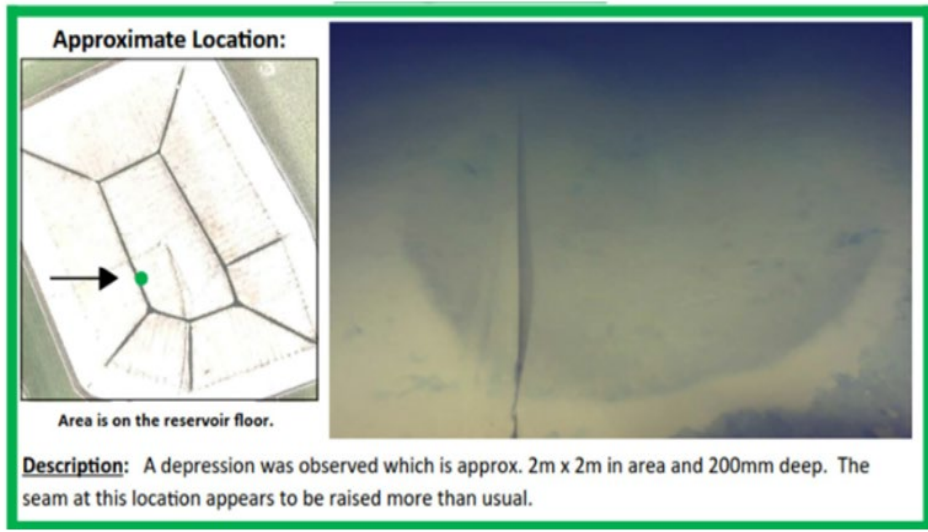 Approximate Location:
Area is on the reservoir floor.
Description: A depression was observed which is approx. 2m x 2m in area and 200mm deep. The
seam at this location appears to be raised more than usual.